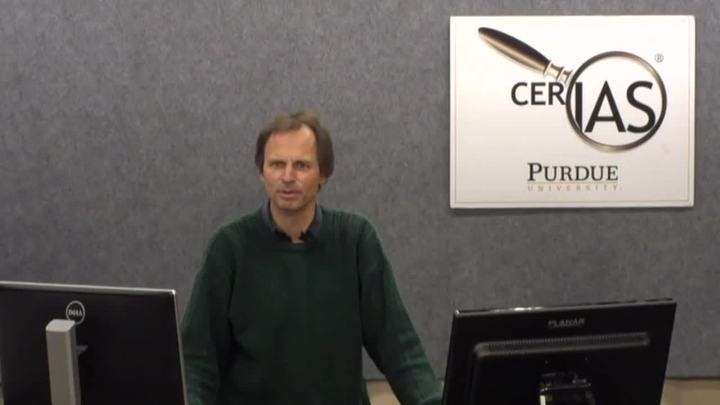 CERIAS
®
PURDUE
UNIVERSITY
DELL
PLANAR